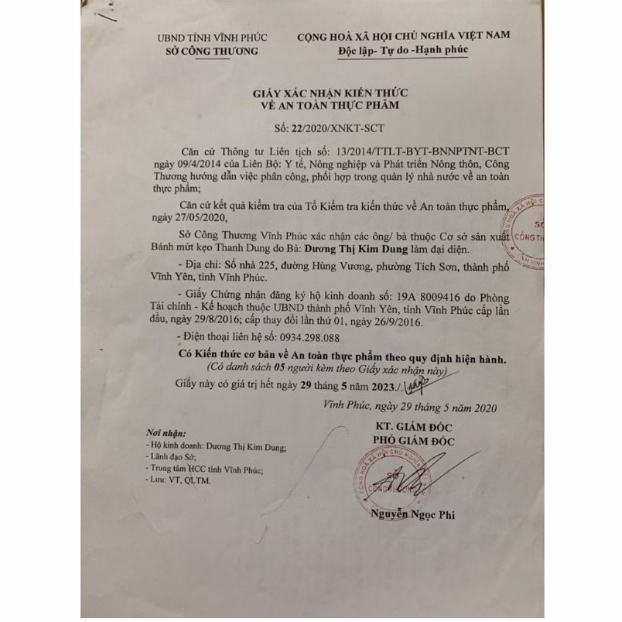 UBND TỈNH VĨNH PHÚC
SỞ CÔNG THƯƠNG
CỘNG HOÀ XÃ HỘI CHỦ NGHĨA VIỆT NAM
Độc lập- Tự do -Hạnh phúc
GIẤY XÁC NHẬN KIẾN THỨC
VỀ AN TOÀN THỰC PHẨM
Số: 22/2020/XNKT-SCT
Căn cứ Thông tư Liên tịch số: 13/2014/TTLT-BYT-BNNPTNT-BCT
ngày 09/4/2014 của Liên Bộ: Y tế, Nông nghiệp và Phát triển Nông thôn, Công
Thương hướng dẫn việc phân công, phối hợp trong quản lý nhà nước về an toàn
thực phẩm;
Căn cứ kết quả kiểm tra của Tổ Kiểm tra kiến thức về An toàn thực phẩm,
ngày 27/05/2020,
Sở Công Thương Vĩnh Phúc xác nhận các ông/ bà thuộc Cơ sở sản xuất
Bánh mứt kẹo Thanh Dung do Bà: Dương Thị Kim Dung làm đại diện.
- Địa chỉ: Số nhà 225, đường Hùng Vương, phường Tích Sơn, thành phố
Vĩnh Yên, tỉnh Vĩnh Phúc.
- Giấy Chứng nhận đăng ký hộ kinh doanh số: 19A 8009416 do Phòng
Tài chính - Kế hoạch thuộc UBND thành phố Vĩnh Yên, tỉnh Vĩnh Phúc cấp lần
đầu, ngày 29/8/2016; cấp thay đổi lần thứ 01, ngày 26/9/2016.
- Điện thoại liên hệ số: 0934.298.088
Có Kiến thức cơ bản về An toàn thực phẩm theo quy định hiện hành.
(Có danh sách 05 người kèm theo Giấy xác nhận này)
Giấy này có giá trị hết ngày 29 tháng 5 năm 2023./.
Vĩnh Phúc, ngày 29 tháng 5 năm 2020
KT. GIÁM ĐỐC
PHÓ GIÁM ĐỐC
Nơi nhận:
- Hộ kinh doanh: Dương Thị Kim Dung;
- Lãnh đạo Sở;
- Trung tâm HCC tỉnh Vĩnh Phúc;
- Lưu: VT, QLTM.
Nguyễn Ngọc Phi